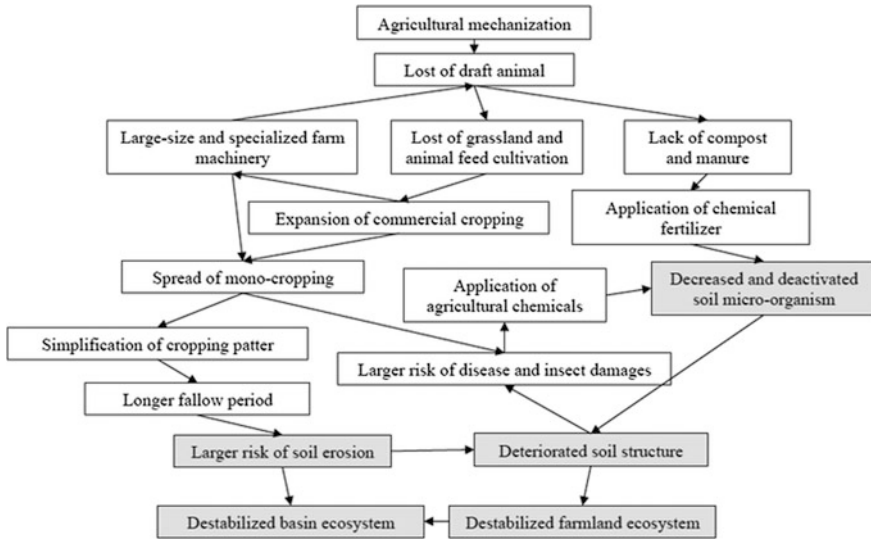 Agricultural mechanization
Lost of draft animal
Large-size and specialized farm
machinery
Lost of grassland and
animal feed cultivation
Lack of compost
and manure
Expansion of commercial cropping
Application of chemical
fertilizer
Spread of mono-cropping
Application of
agricultural chemicals
Decreased and deactivated
soil micro-organism
Simplification of cropping patter
Larger risk of disease and insect damages
Longer fallow period
Larger risk of soil erosion
Deteriorated soil structure
Destabilized basin ecosystem
Destabilized farmland ecosystem